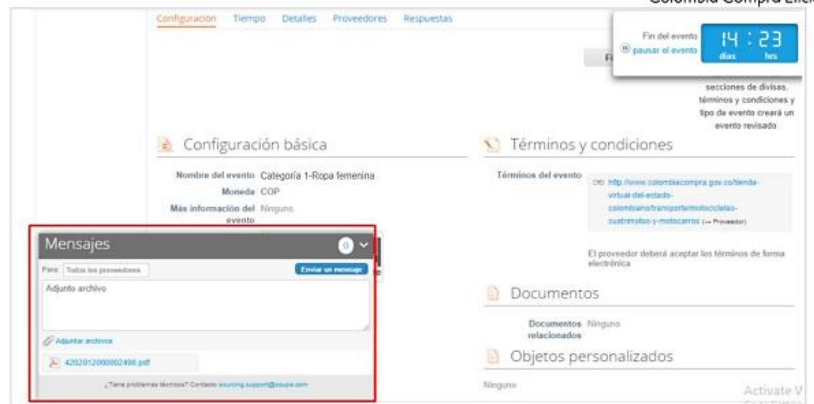 Colombia Compra Efici
Configuración Tiempo Detalles Proveedores Respuestas
Fin del evento
pausar el evento
14 : 23
días hrs
secciones de divisas,
términos y condiciones y
tipo de evento creará un
evento revisado.
Configuración básica
Nombre del evento Categoría 1-Ropa femenina
Moneda COP
Más información del Ninguno
evento
Términos y condiciones
Términos del evento
http://www.colombiacompra.gov.co/tienda-
virtual-del-estado-
colombiano/transporte/motocicletas-
cuatrimotos-y-motocarros (→ Proveedor)
El proveedor deberá aceptar los términos de forma
electrónica
Mensajes 0
Para: Todos los proveedores Enviar un mensaje
Adjunto archivo
Adjuntar archivos
.pdf
¿Tiene problemas técnicos? Contacto sourcing.support@coupa.com
Documentos
Documentos Ninguno
relacionados
Objetos personalizados
Ninguno
Activate V